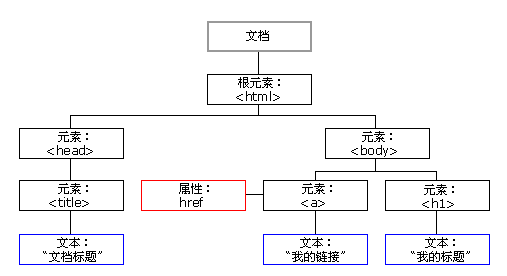 文档
根元素：
<html>
元素：
<head>
元素：
<body>
元素：
<title>
属性：
href
元素：
<a>
元素：
<h1>
文本：
“文档标题”
文本：
“我的链接”
文本：
“我的标题”